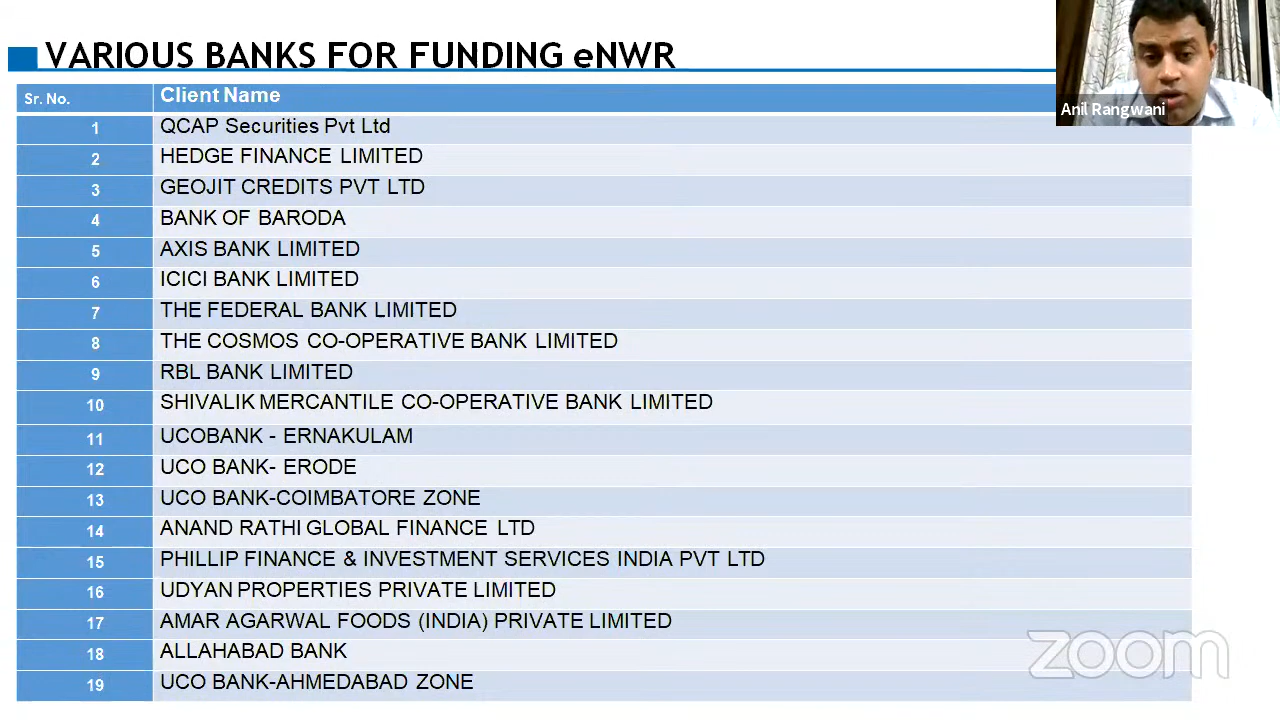 VARIOUS BANKS FOR FUNDING eNWR
Anil Rangwani
Sr. No. Client Name
1 QCAP Securities Pvt Ltd
2 HEDGE FINANCE LIMITED
3 GEOJIT CREDITS PVT LTD
4 BANK OF BARODA
5 AXIS BANK LIMITED
6 ICICI BANK LIMITED
7 THE FEDERAL BANK LIMITED
8 THE COSMOS CO-OPERATIVE BANK LIMITED
9 RBL BANK LIMITED
10 SHIVALIK MERCANTILE CO-OPERATIVE BANK LIMITED
11 UCOBANK - ERNAKULAM
12 UCO BANK- ERODE
13 UCO BANK-COIMBATORE ZONE
14 ANAND RATHI GLOBAL FINANCE LTD
15 PHILLIP FINANCE & INVESTMENT SERVICES INDIA PVT LTD
16 UDYAN PROPERTIES PRIVATE LIMITED
17 AMAR AGARWAL FOODS (INDIA) PRIVATE LIMITED
18 ALLAHABAD BANK
19 UCO BANK-AHMEDABAD ZONE
zoom